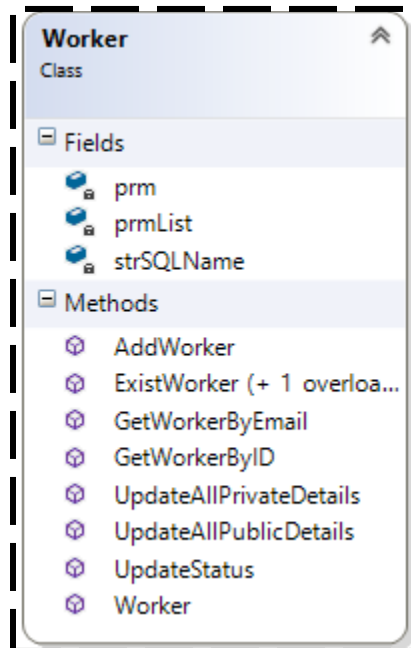 Worker
Class
Fields
prm
prmList
strSQLName
Methods
AddWorker
ExistWorker (+ 1 overloa...
GetWorkerByEmail
GetWorkerByID
UpdateAllPrivateDetails
UpdateAllPublicDetails
UpdateStatus
Worker